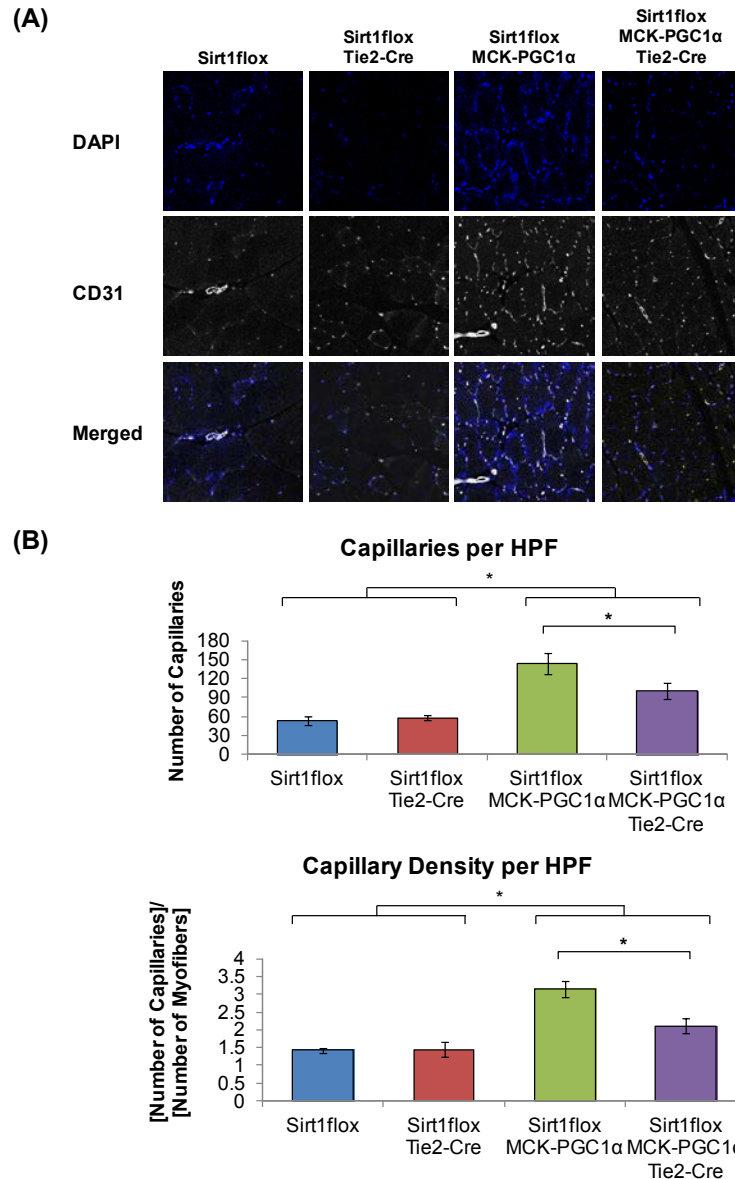 (A)
Sirt1flox
Sirt1flox
Tie2-Cre
Sirt1flox
MCK-PGC1α
Sirt1flox
MCK-PGC1α
Tie2-Cre
DAPI
CD31
Merged
(B)
Capillaries per HPF
*
*
Number of Capillaries
180
150
120
90
60
30
0
Sirt1flox
Sirt1flox
Tie2-Cre
Sirt1flox
MCK-PGC1α
Sirt1flox
MCK-PGC1α
Tie2-Cre
Capillary Density per HPF
*
*
[Number of Capillaries]/
[Number of Myofibers]
4
3.5
3
2.5
2
1.5
1
0.5
0
Sirt1flox
Sirt1flox
Tie2-Cre
Sirt1flox
MCK-PGC1α
Sirt1flox
MCK-PGC1α
Tie2-Cre